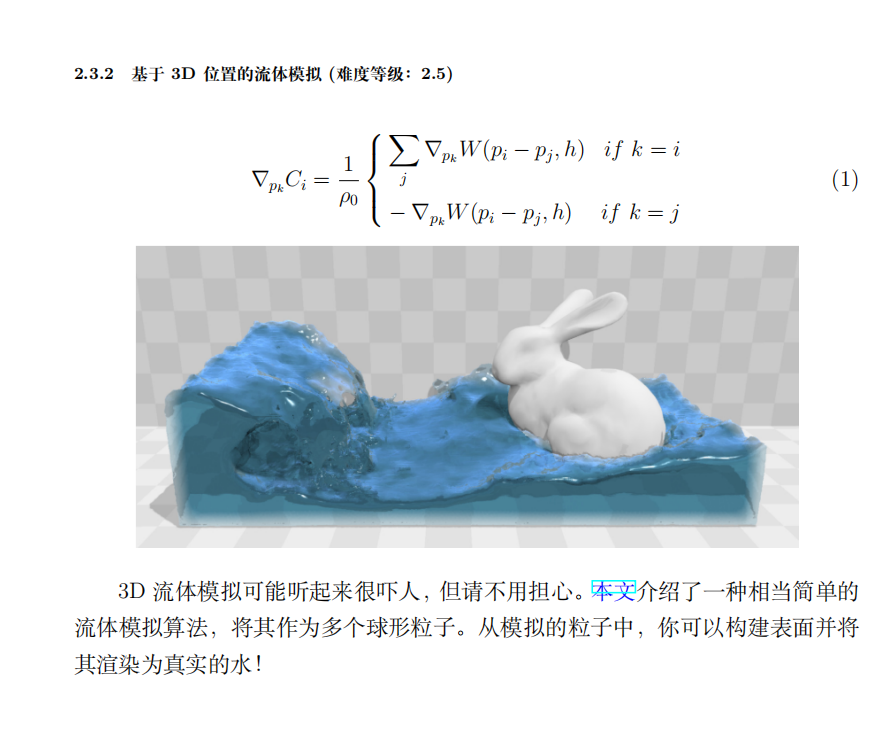 2.3.2 基于 3D 位置的流体模拟 (难度等级：2.5)
∇_{p_k} C_i = \frac{1}{ρ_0} \begin{cases} \sum_j ∇_{p_k} W(p_i − p_j, h) & if k = i \\ − ∇_{p_k} W(p_i − p_j, h) & if k = j \end{cases} (1)
3D 流体模拟可能听起来很吓人，但请不用担心。本文介绍了一种相当简单的
流体模拟算法，将其作为多个球形粒子。从模拟的粒子中，你可以构建表面并将
其渲染为真实的水！